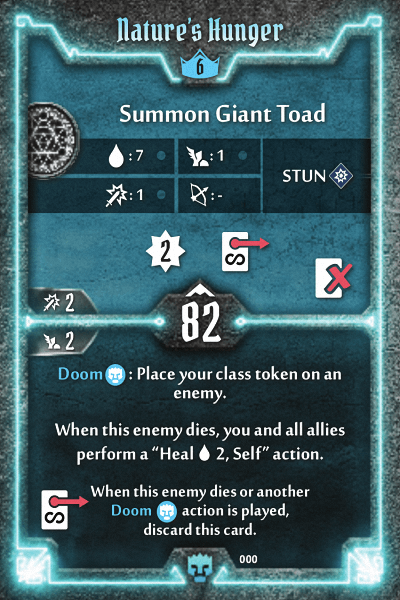 Nature's Hunger
6
Summon Giant Toad
: 7
: 1
STUN
: 1
: -
2
S
2
82
2
Doom : Place your class token on an
enemy.
When this enemy dies, you and all allies
perform a “Heal 2, Self” action.
When this enemy dies or another
S
Doom action is played,
discard this card.
000